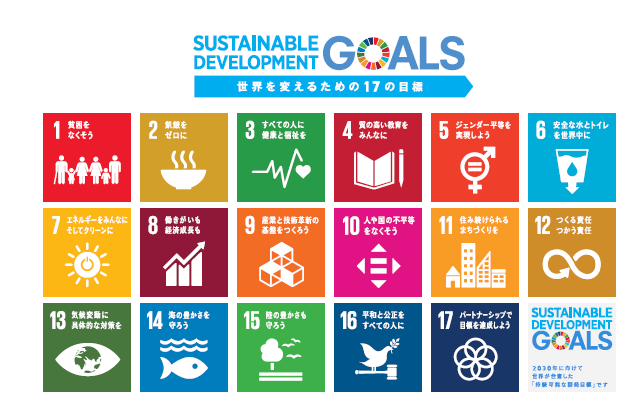 SUSTAINABLE
DEVELOPMENT
GOALS
世界を変えるための17の目標
1 貧困を
なくそう
2 飢餓を
ゼロに
3 すべての人に
健康と福祉を
4 質の高い教育を
みんなに
5 ジェンダー平等を
実現しよう
6 安全な水とトイレ
を世界中に
7 エネルギーをみんなに
そしてクリーンに
8 働きがいも
経済成長も
9 産業と技術革新の
基盤をつくろう
10 人や国の不平等
をなくそう
11 住み続けられる
まちづくりを
12 つくる責任
つかう責任
13 気候変動に
具体的な対策を
14 海の豊かさを
守ろう
15 陸の豊かさも
守ろう
16 平和と公正を
すべての人に
17 パートナーシップで
目標を達成しよう
SUSTAINABLE
DEVELOPMENT
GOALS
2030年に向けて
世界が合意した
「持続可能な開発目標」です